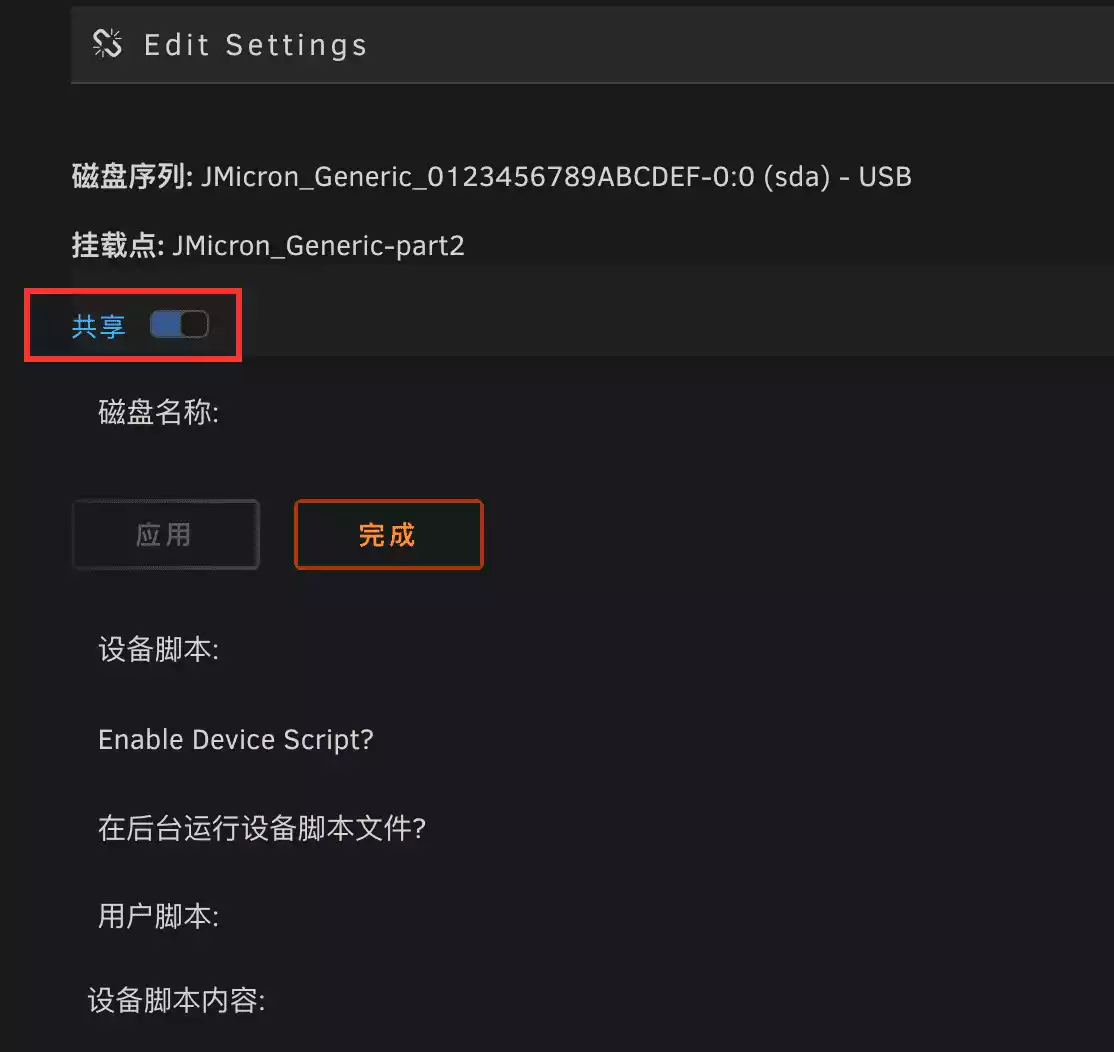 Edit Settings
磁盘序列: JMicron_Generic_0123456789ABCDEF-0:0 (sda) - USB
挂载点: JMicron_Generic-part2
共享
磁盘名称:
应用 完成
设备脚本:
Enable Device Script?
在后台运行设备脚本文件?
用户脚本:
设备脚本内容: